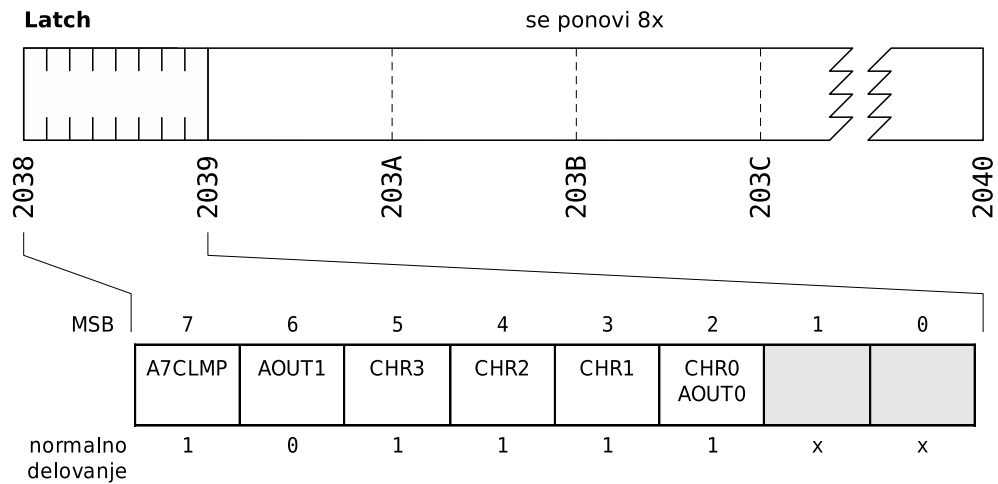 Latch
se ponovi 8x
2038
2039
203A
203B
203C
2040
MSB 7 6 5 4 3 2 1 0
A7CLMP AOUT1 CHR3 CHR2 CHR1 CHR0
AOUT0
normalno 1 0 1 1 1 1 x x
delovanje